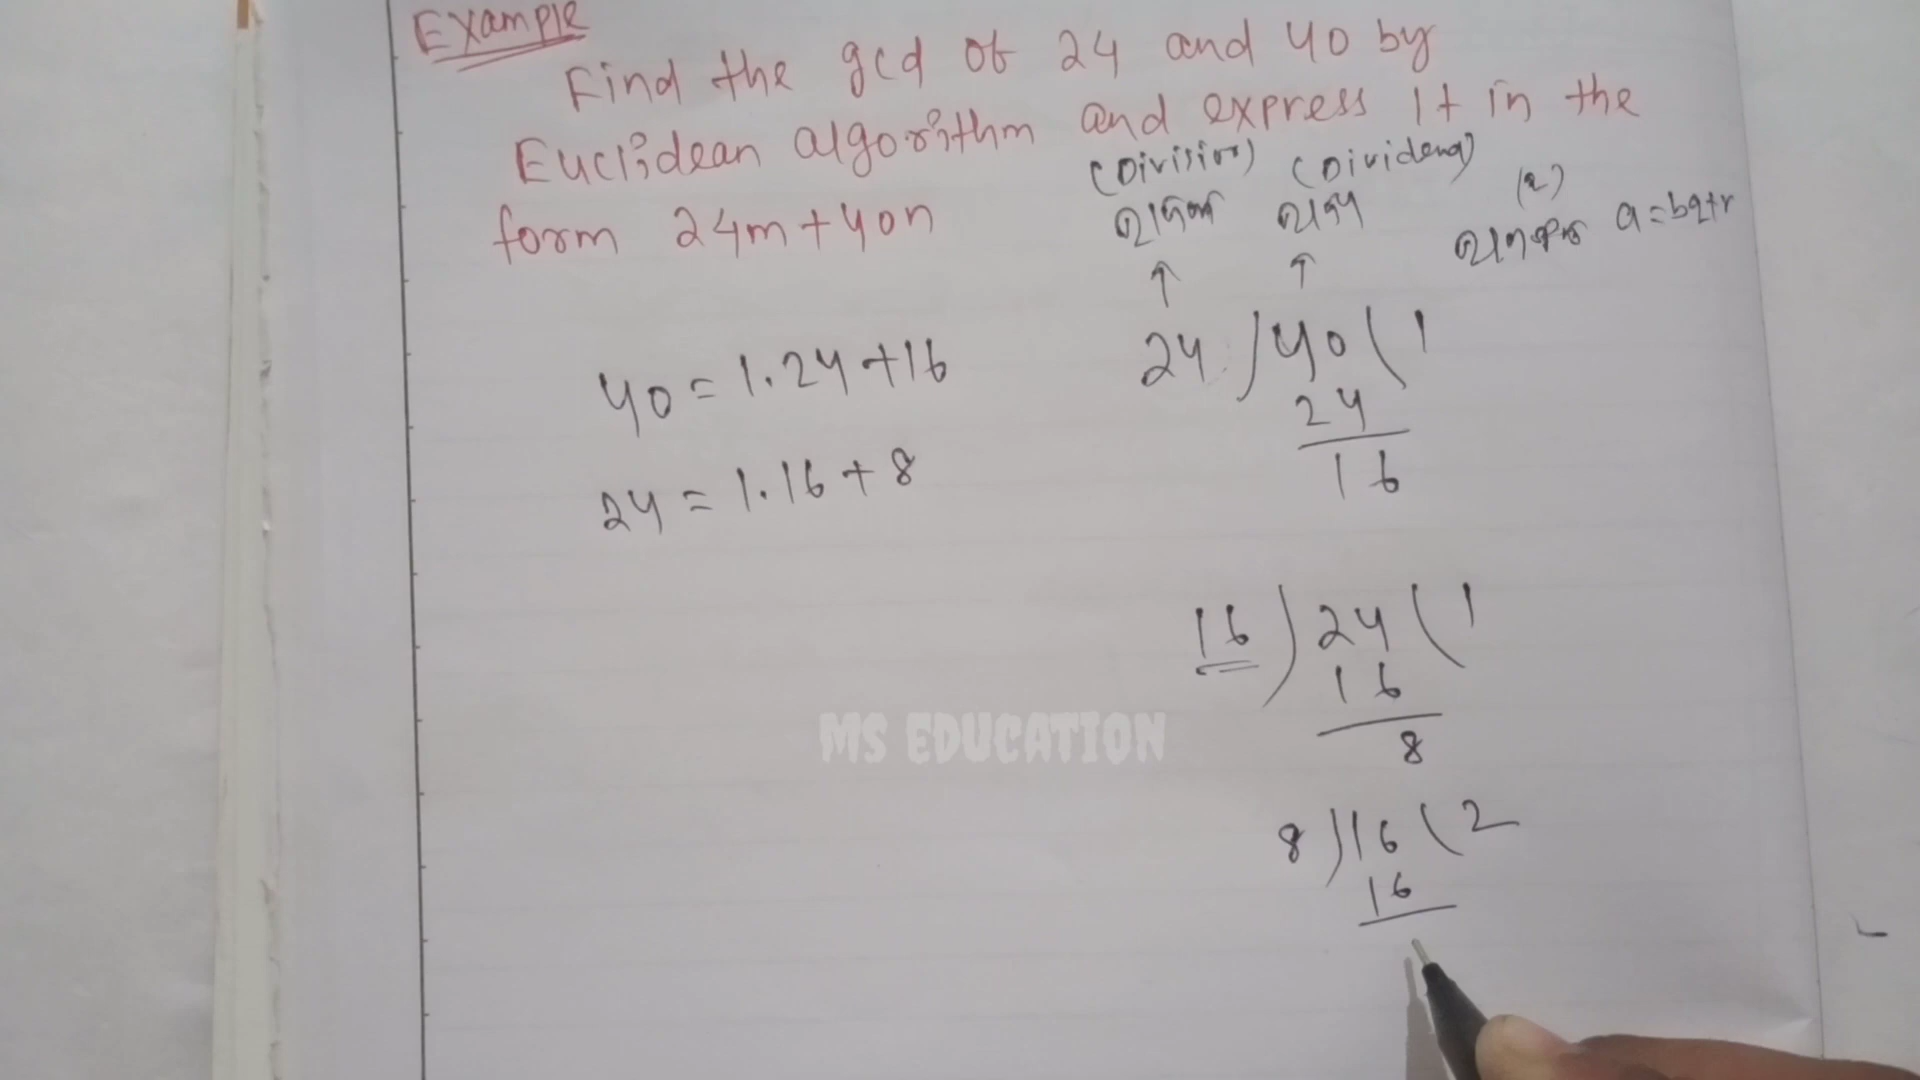 Example
Find the gcd of 24 and 40 by
Euclidean algorithm and express it in the
form 24m+40n
(Division) (Dividend)
(2)
a=bq+r
40=1.24+16
24=1.16+8
24)40(1
24
16
16)24(1
16
8
8)16(2
16
MS EDUCATION